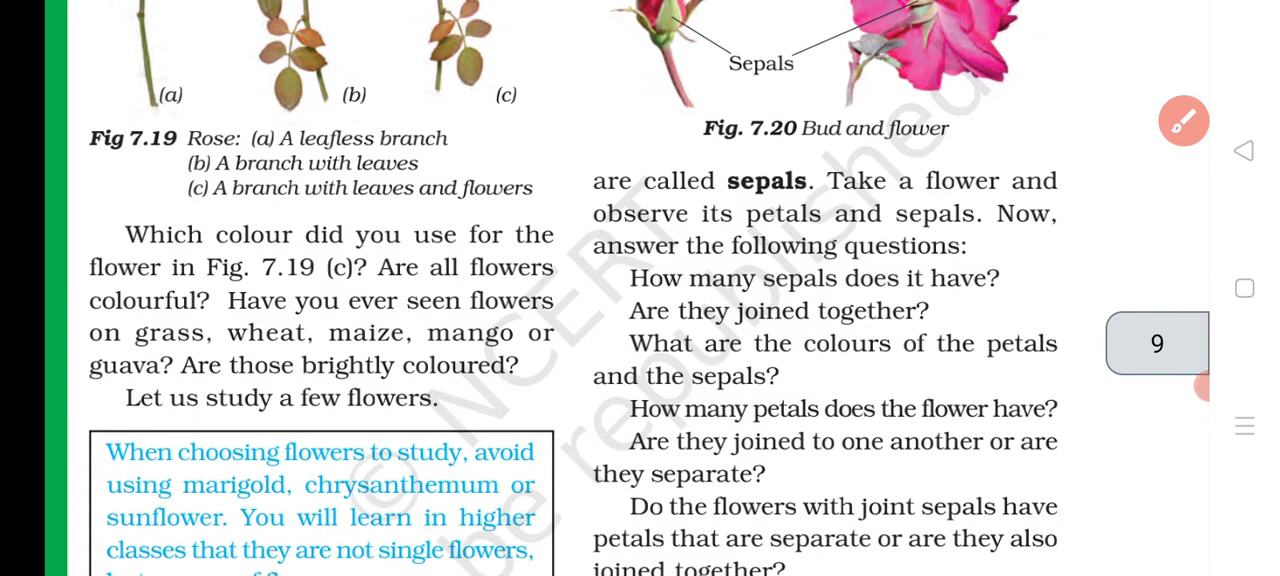 (a)
(b)
(c)
Fig 7.19 Rose: (a) A leafless branch
(b) A branch with leaves
(c) A branch with leaves and flowers
Which colour did you use for the
flower in Fig. 7.19 (c)? Are all flowers
colourful? Have you ever seen flowers
on grass, wheat, maize, mango or
guava? Are those brightly coloured?
Let us study a few flowers.
When choosing flowers to study, avoid
using marigold, chrysanthemum or
sunflower. You will learn in higher
classes that they are not single flowers,
Sepals
Fig. 7.20 Bud and flower
are called sepals. Take a flower and
observe its petals and sepals. Now,
answer the following questions:
How many sepals does it have?
Are they joined together?
What are the colours of the petals
and the sepals?
How many petals does the flower have?
Are they joined to one another or are
they separate?
Do the flowers with joint sepals have
petals that are separate or are they also
joined together?
9
© NCERT
be republished